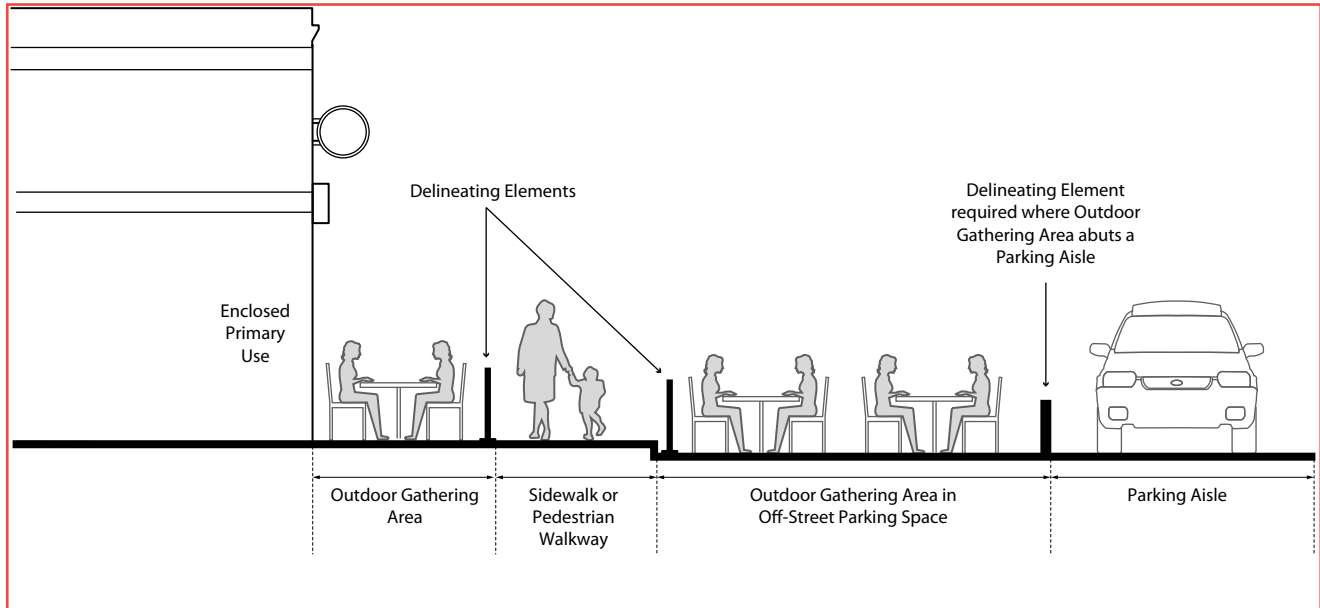 Delineating Elements
Delineating Element
required where Outdoor
Gathering Area abuts a
Parking Aisle
Enclosed
Primary
Use
Outdoor Gathering
Area
Sidewalk or
Pedestrian
Walkway
Outdoor Gathering Area in
Off-Street Parking Space
Parking Aisle